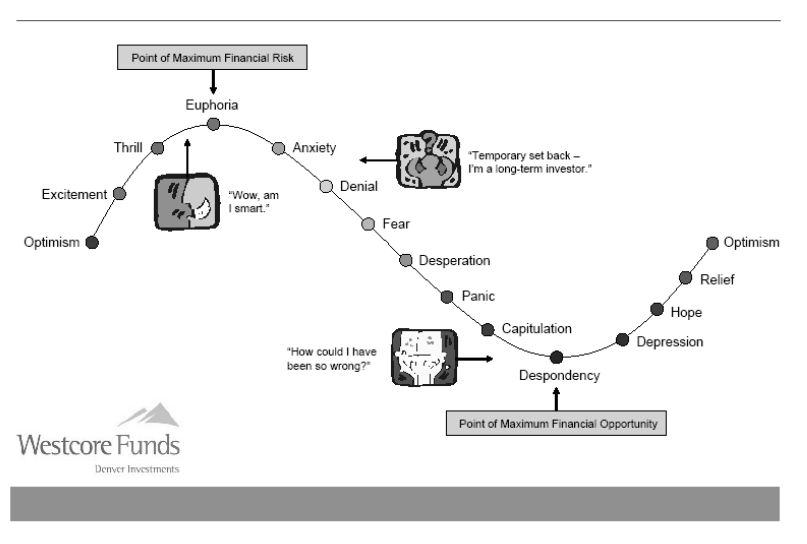 Point of Maximum Financial Risk
Euphoria
Thrill
Anxiety
"Temporary set back –
I'm a long-term investor."
Denial
Excitement
"Wow, am
I smart."
Fear
Optimism
Optimism
Desperation
Relief
Panic
Hope
Capitulation
Depression
"How could I have
been so wrong?"
Despondency
Point of Maximum Financial Opportunity
Westcore Funds
Denver Investments